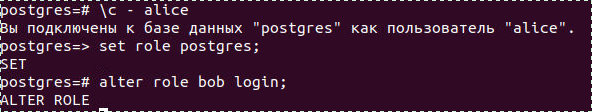 postgres=# \c - alice
Вы подключены к базе данных "postgres" как пользователь "alice".
postgres=> set role postgres;
SET
postgres=# alter role bob login;
ALTER ROLE